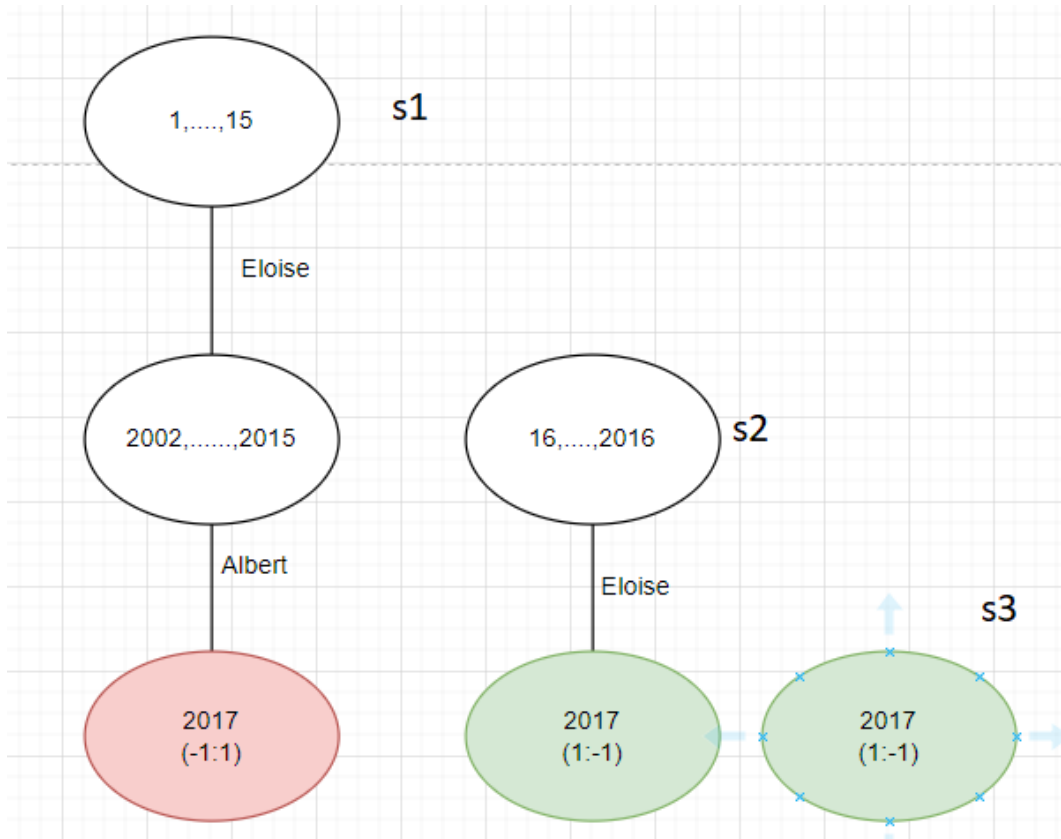 1,....,15
s1
Eloise
2002,......,2015
16,....,2016
s2
Albert
Eloise
s3
2017
(-1:1)
2017
(1:-1)
2017
(1:-1)